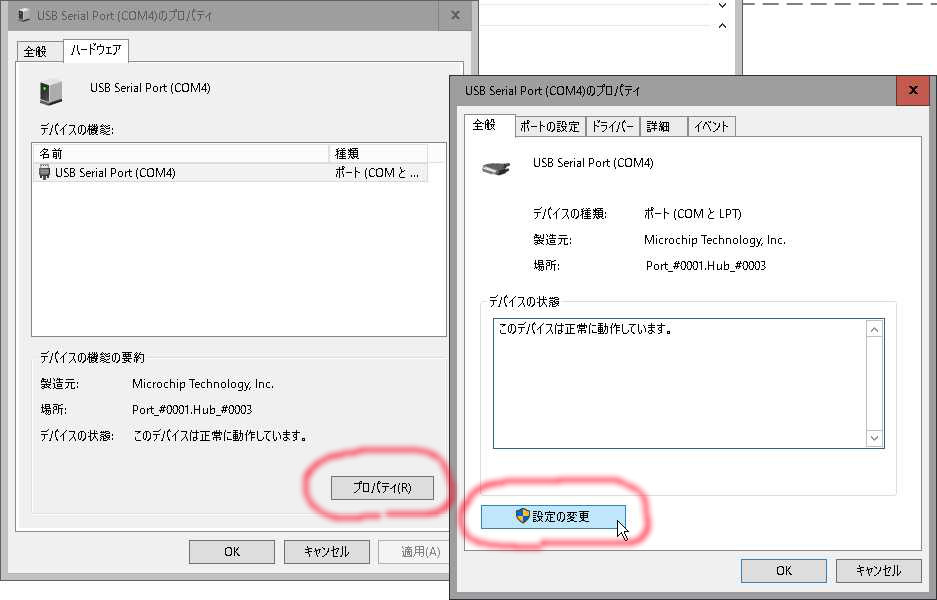 USB Serial Port (COM4)のプロパティ
全般
ハードウェア
USB Serial Port (COM4)
デバイスの機能:
名前
種類
USB Serial Port (COM4)
ポート (COM と ...
デバイスの機能の要約
製造元:
Microchip Technology, Inc.
場所:
Port_#0001.Hub_#0003
デバイスの状態:
このデバイスは正常に動作しています。
プロパティ(R)
OK
キャンセル
適用(A)
USB Serial Port (COM4)のプロパティ
全般
ポートの設定
ドライバー
詳細
イベント
USB Serial Port (COM4)
デバイスの種類:
ポート (COM と LPT)
製造元:
Microchip Technology, Inc.
場所:
Port_#0001.Hub_#0003
デバイスの状態
このデバイスは正常に動作しています。
設定の変更
OK
キャンセル